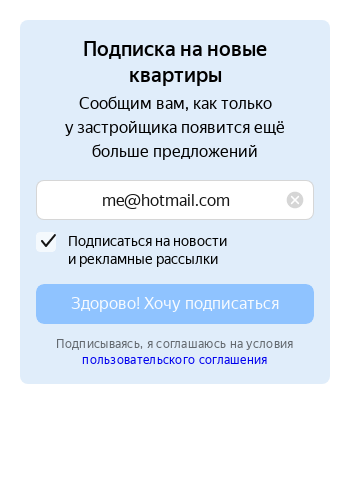 Подписка на новые
квартиры
Сообщим вам, как только
у застройщика появится ещё
больше предложений
me@hotmail.com
Подписаться на новости
и рекламные рассылки
Здорово! Хочу подписаться
Подписываясь, я соглашаюсь на условия
пользовательского соглашения